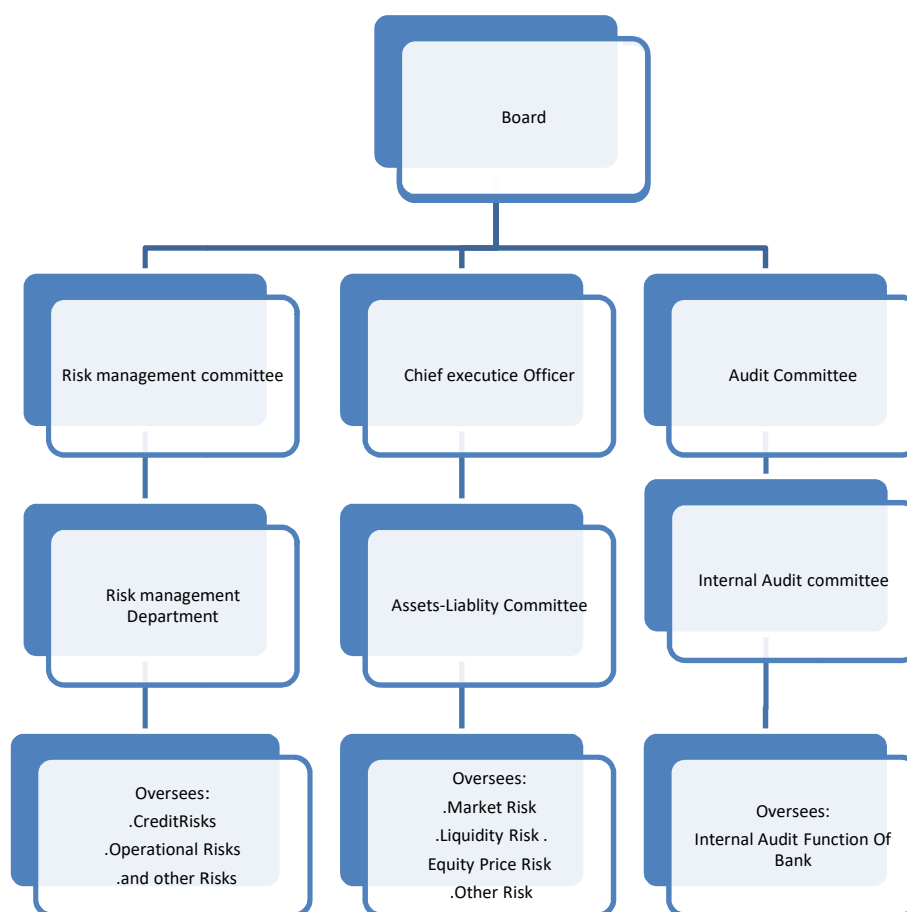 Board
Risk management committee
Chief executice Officer
Audit Committee
Risk management
Department
Assets-Liablity Committee
Internal Audit committee
Oversees:
.CreditRisks
.Operational Risks
.and other Risks
Oversees:
.Market Risk
.Liquidity Risk .
Equity Price Risk
.Other Risk
Oversees:
Internal Audit Function Of
Bank